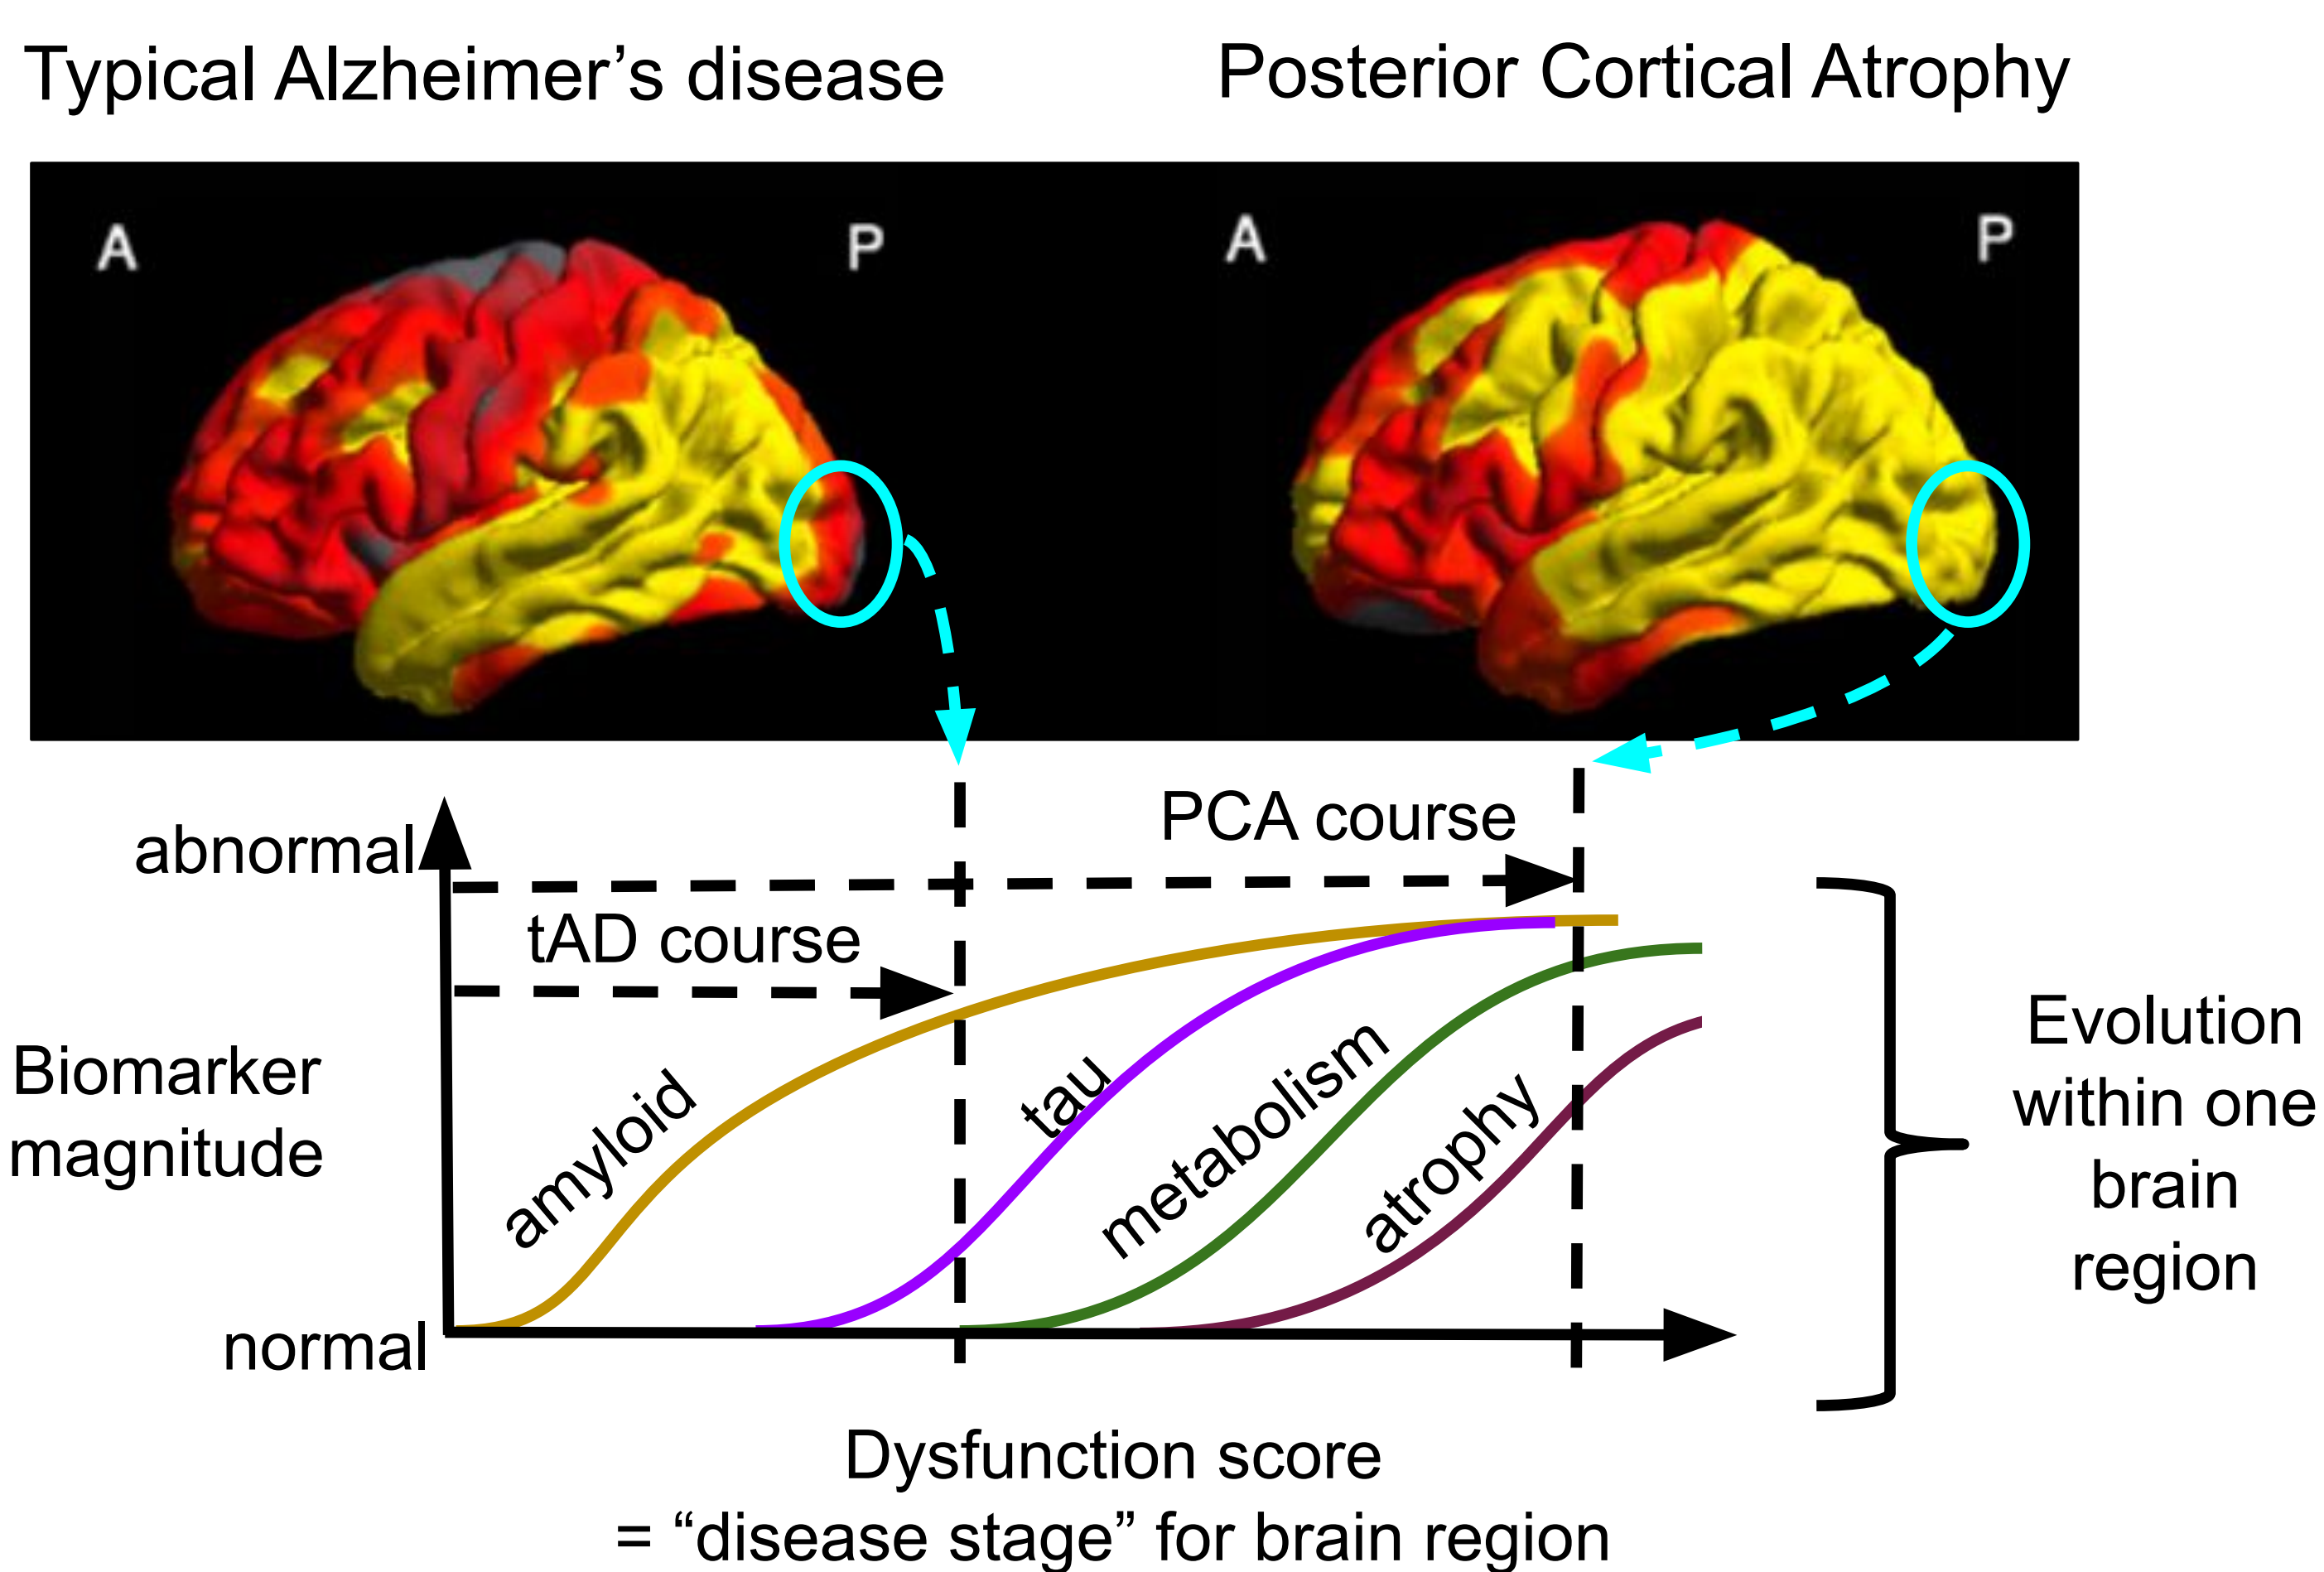 Typical Alzheimer’s disease
Posterior Cortical Atrophy
A
P
A
P
abnormal
PCA course
tAD course
Biomarker
magnitude
amyloid
tau
metabolism
atrophy
Evolution
within one
brain
region
normal
Dysfunction score
= “disease stage” for brain region